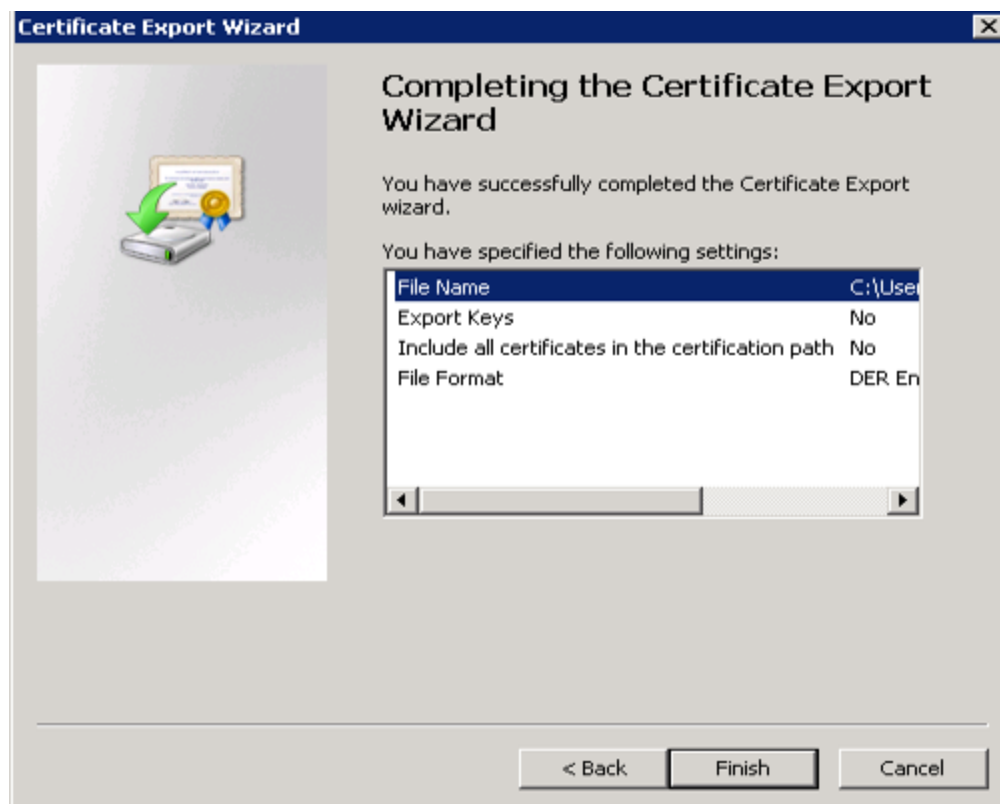 Certificate Export Wizard
Completing the Certificate Export
Wizard
You have successfully completed the Certificate Export
wizard.
You have specified the following settings:
File Name C:\User
Export Keys No
Include all certificates in the certification path No
File Format DER En
< Back Finish Cancel